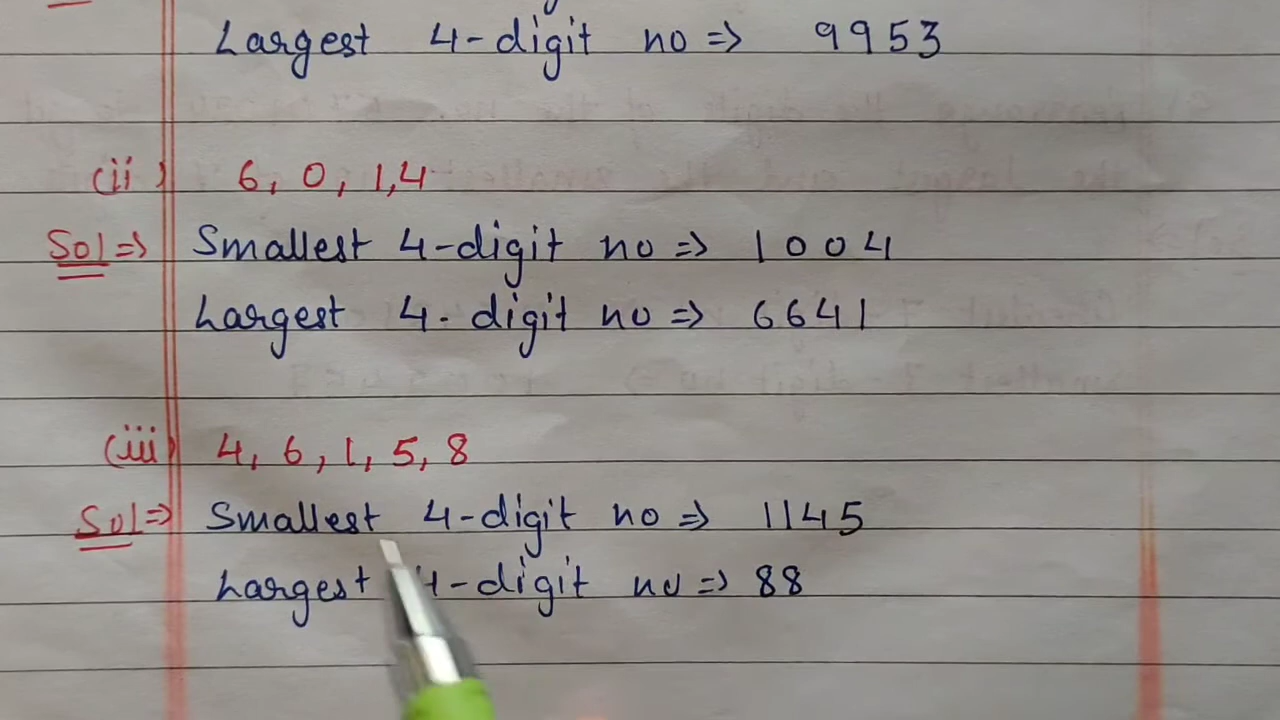 Largest 4-digit no => 9953
(ii) 6, 0, 1, 4
Sol => Smallest 4-digit no => 1004
Largest 4-digit no => 6641
(iii) 4, 6, 1, 5, 8
Sol => Smallest 4-digit no => 1145
Largest 4-digit no => 88